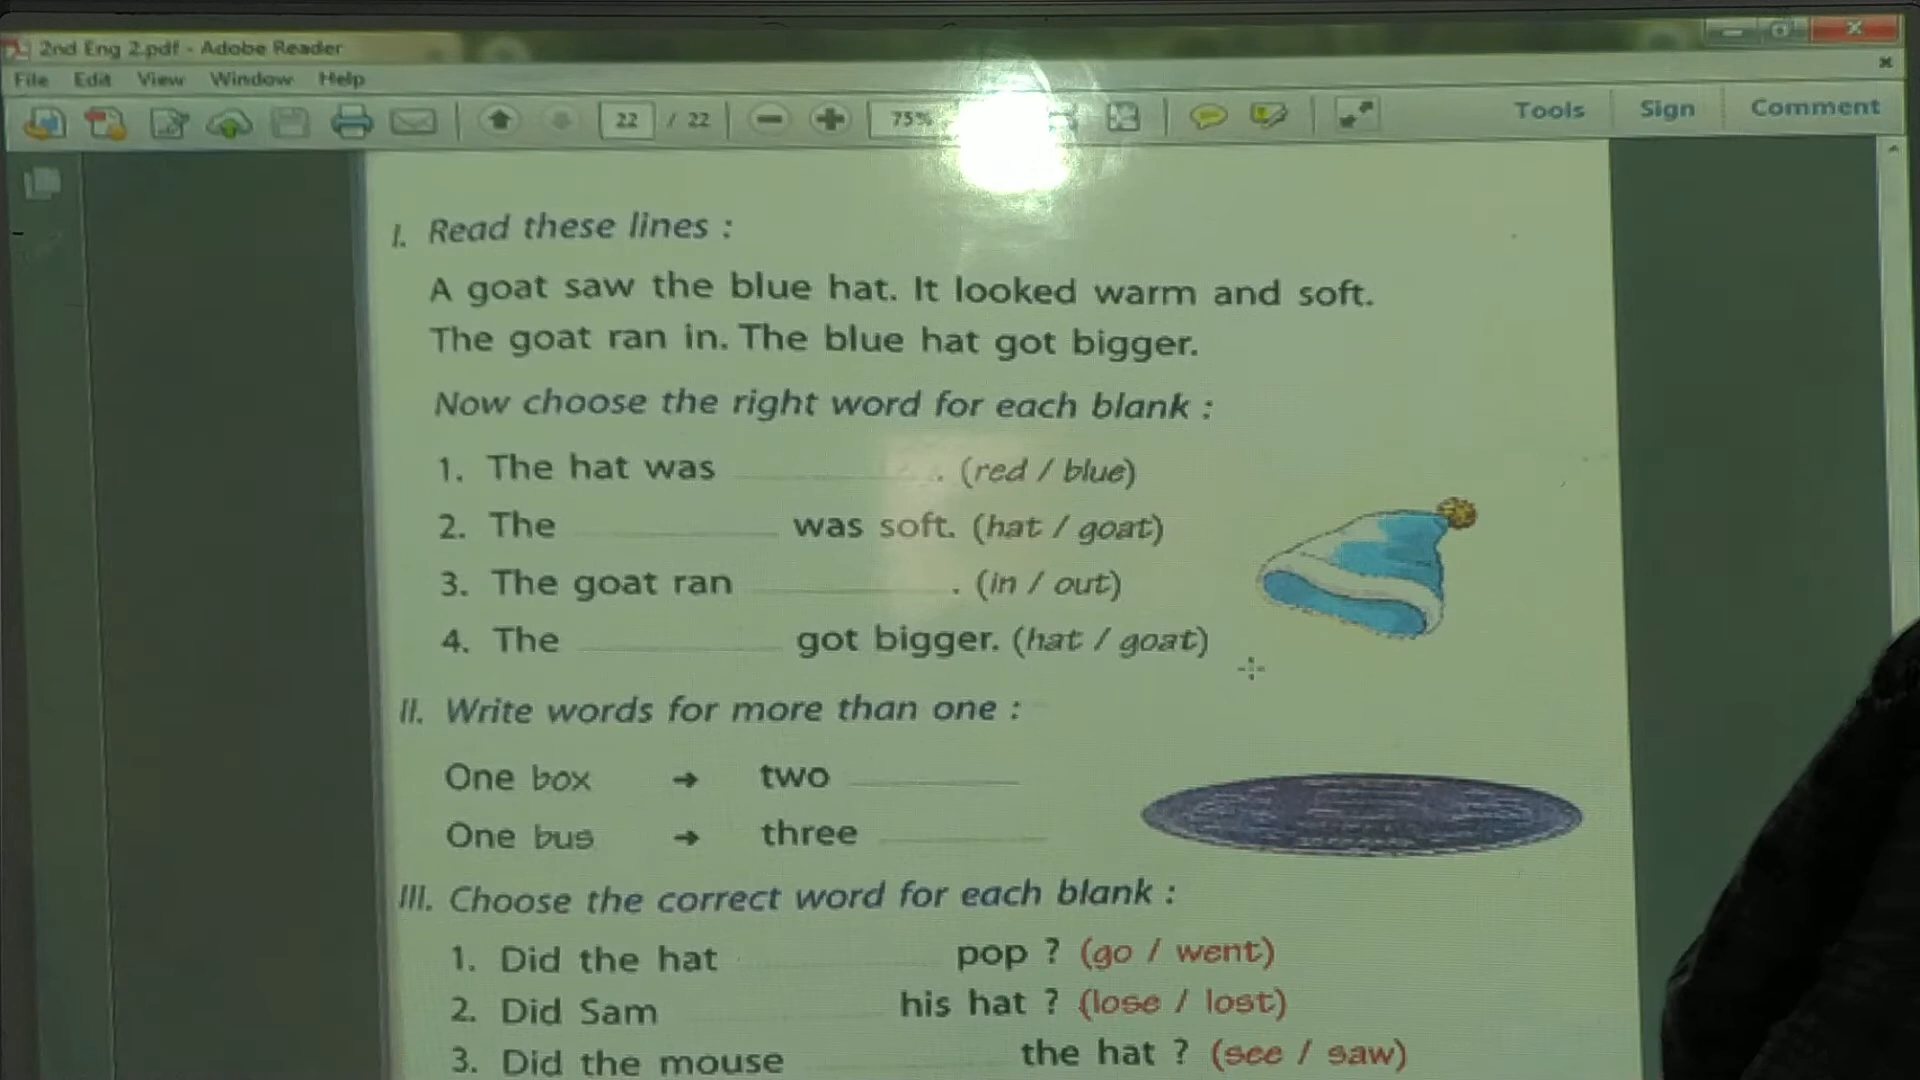 2nd Eng 2.pdf - Adobe Reader
File Edit View Window Help
22 / 22 75% Tools Sign Comment
I. Read these lines :
A goat saw the blue hat. It looked warm and soft.
The goat ran in. The blue hat got bigger.
Now choose the right word for each blank :
1. The hat was . (red / blue)
2. The was soft. (hat / goat)
3. The goat ran . (in / out)
4. The got bigger. (hat / goat)
II. Write words for more than one :
One box → two
One bus → three
III. Choose the correct word for each blank :
1. Did the hat pop ? (go / went)
2. Did Sam his hat ? (lose / lost)
3. Did the mouse the hat ? (see / saw)